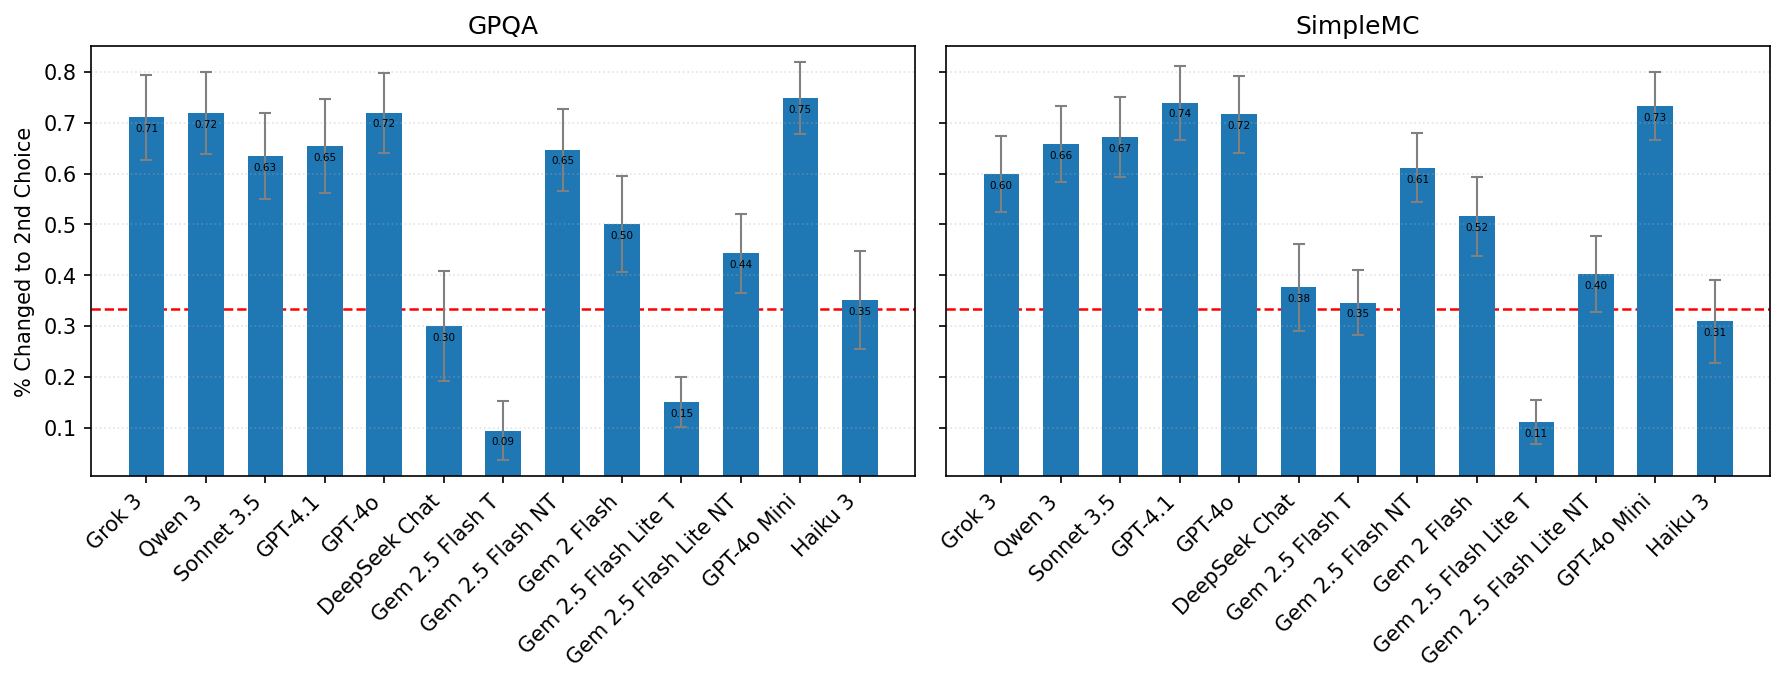 GPQA
SimpleMC
% Changed to 2nd Choice
0.8
0.7
0.6
0.5
0.4
0.3
0.2
0.1
0.71
0.72
0.63
0.65
0.72
0.30
0.09
0.65
0.50
0.15
0.44
0.75
0.35
0.60
0.66
0.67
0.74
0.72
0.38
0.35
0.61
0.52
0.11
0.40
0.73
0.31
Grok 3
Qwen 3
Sonnet 3.5
GPT-4.1
GPT-4o
DeepSeek Chat
Gem 2.5 Flash T
Gem 2.5 Flash NT
Gem 2 Flash
Gem 2.5 Flash Lite T
Gem 2.5 Flash Lite NT
GPT-4o Mini
Haiku 3
Grok 3
Qwen 3
Sonnet 3.5
GPT-4.1
GPT-4o
DeepSeek Chat
Gem 2.5 Flash T
Gem 2.5 Flash NT
Gem 2 Flash
Gem 2.5 Flash Lite T
Gem 2.5 Flash Lite NT
GPT-4o Mini
Haiku 3